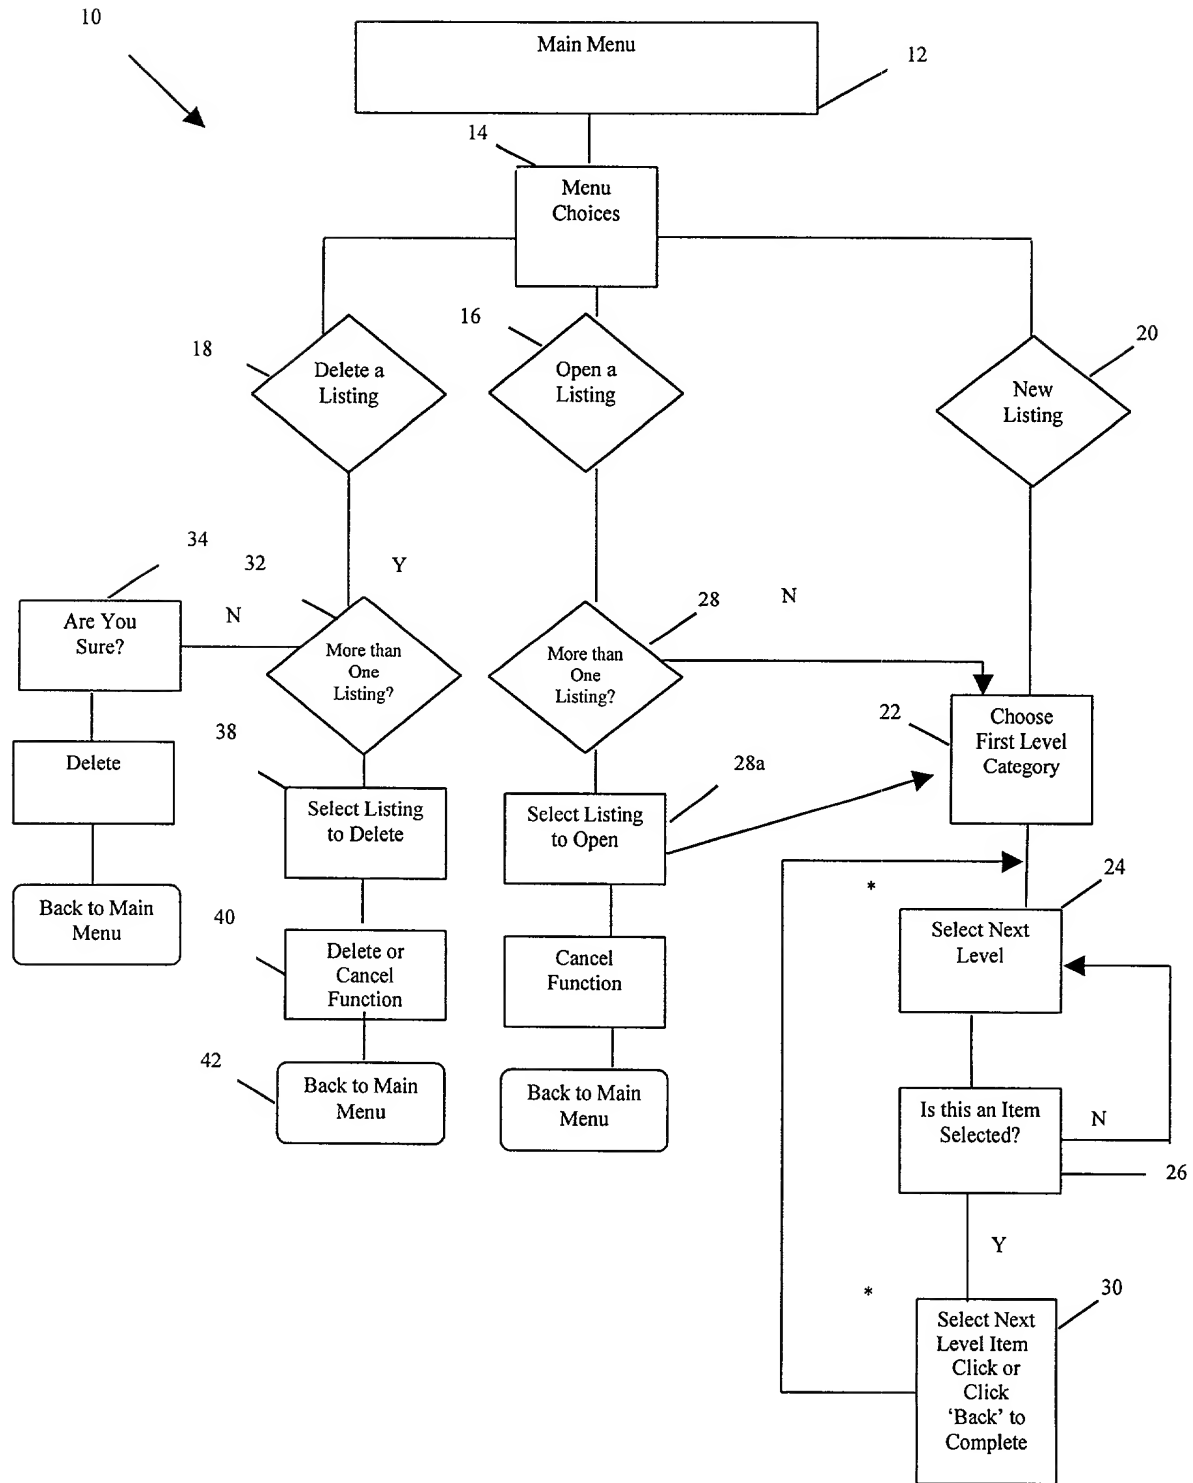 10
Main Menu
12
14
Menu
Choices
18
Delete a
Listing
16
Open a
Listing
20
New
Listing
34
32
Y
Are You
Sure?
N
More than
One
Listing?
28
N
More than
One
Listing?
22
Choose
First Level
Category
Delete
38
Select Listing
to Delete
28a
Select Listing
to Open
*
24
Back to Main
Menu
40
Delete or
Cancel
Function
Cancel
Function
Select Next
Level
42
Back to Main
Menu
Back to Main
Menu
Is this an Item
Selected?
N
26
Y
*
30
Select Next
Level Item
Click or
Click
‘Back’ to
Complete